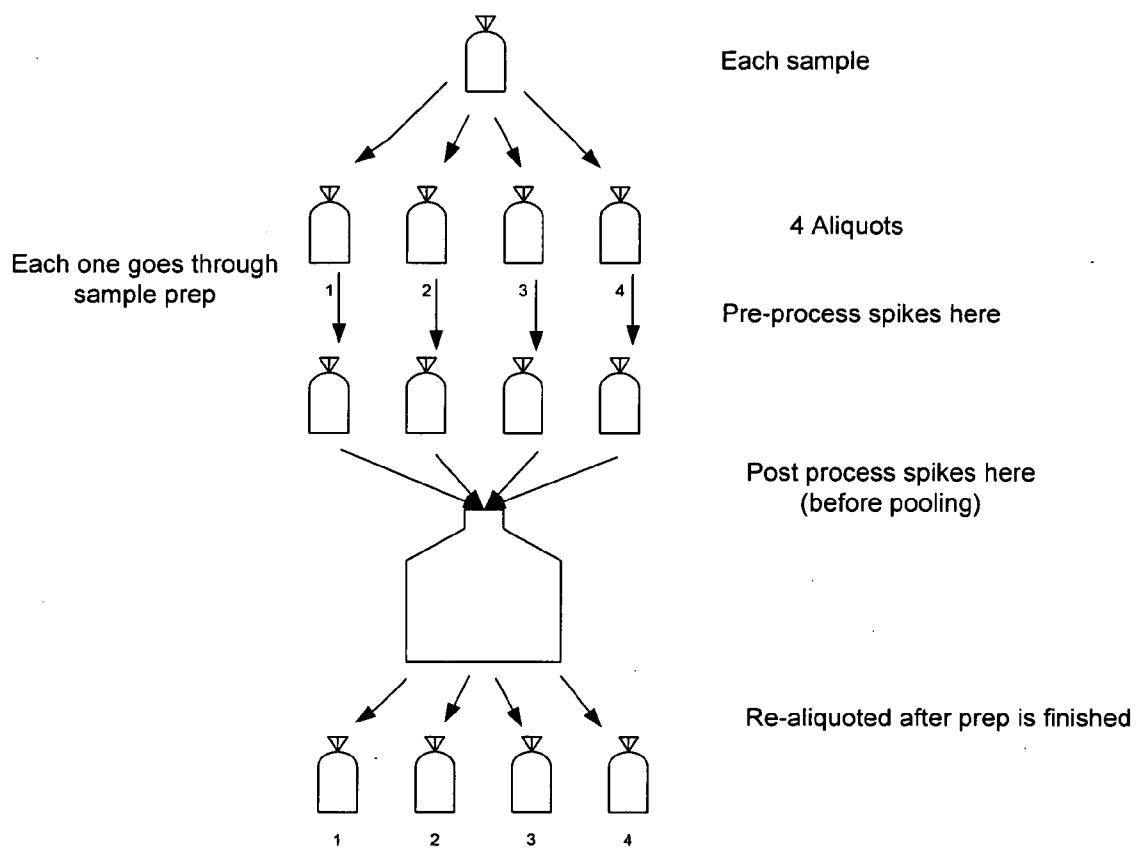 Each sample
4 Aliquots
Each one goes through
sample prep
1 2 3 4
Pre-process spikes here
Post process spikes here
(before pooling)
Re-aliquoted after prep is finished
1 2 3 4